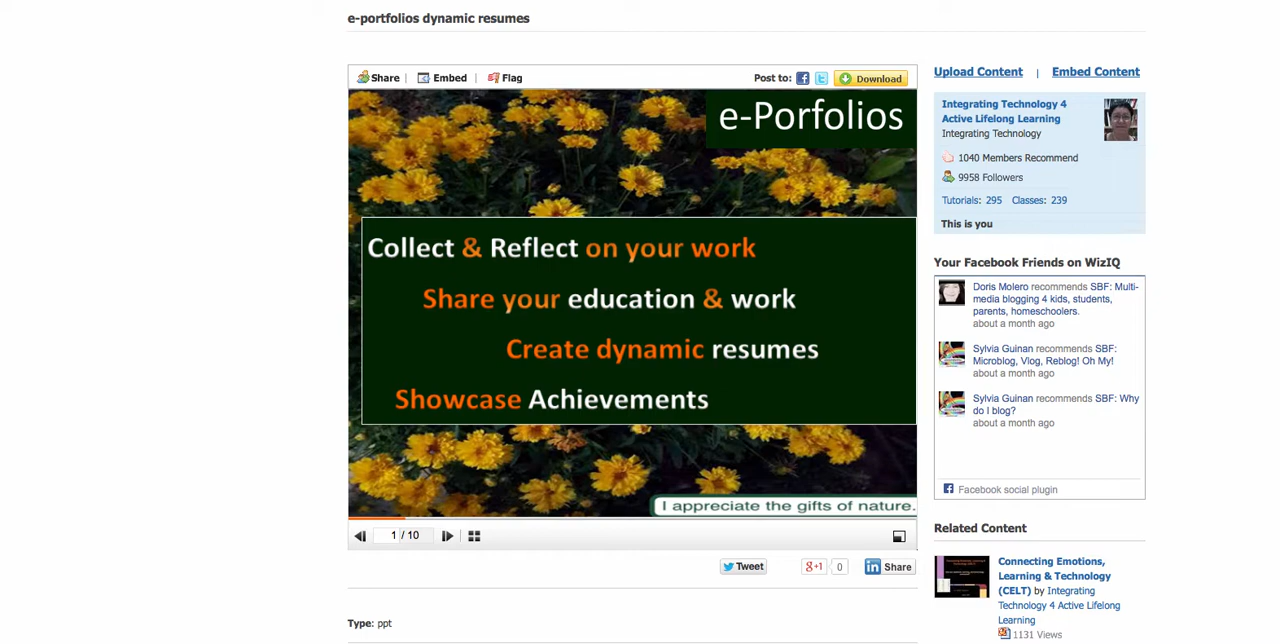 e-portfolios dynamic resumes
Share | Embed | Flag
Post to: Download
Upload Content | Embed Content
e-Porfolios
Collect & Reflect on your work
Share your education & work
Create dynamic resumes
Showcase Achievements
I appreciate the gifts of nature.
1 / 10
Tweet
g+1 0
in Share
Type: ppt
Integrating Technology 4
Active Lifelong Learning
Integrating Technology
1040 Members Recommend
9958 Followers
Tutorials: 295 Classes: 239
This is you
Your Facebook Friends on WizIQ
Doris Molero recommends SBF: Multi-
media blogging 4 kids, students,
parents, homeschoolers.
about a month ago
Sylvia Guinan recommends SBF:
Microblog, Vlog, Reblog! Oh My!
about a month ago
Sylvia Guinan recommends SBF: Why
do I blog?
about a month ago
Facebook social plugin
Related Content
Connecting Emotions,
Learning & Technology
(CELT) by Integrating
Technology 4 Active Lifelong
Learning
1131 Views